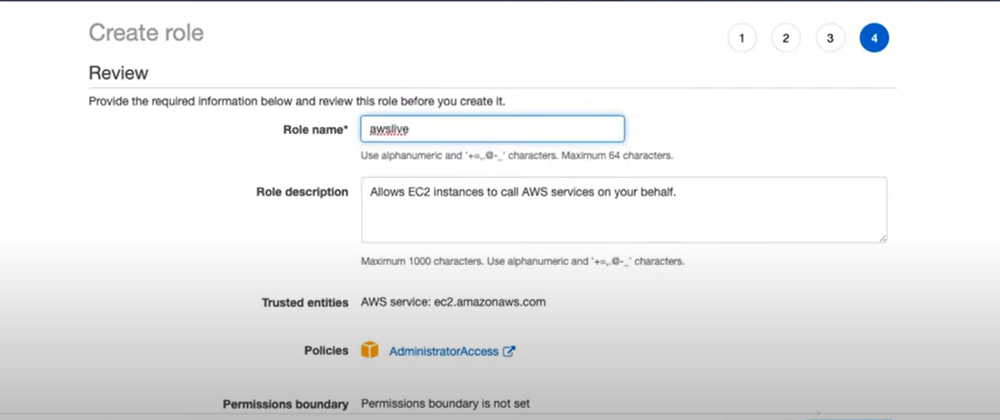 Create role
1 2 3 4
Review
Provide the required information below and review this role before you create it.
Role name* awslive
Use alphanumeric and '+=,.@-_' characters. Maximum 64 characters.
Role description Allows EC2 instances to call AWS services on your behalf.
Maximum 1000 characters. Use alphanumeric and '+=,.@-_' characters.
Trusted entities AWS service: ec2.amazonaws.com
Policies AdministratorAccess
Permissions boundary Permissions boundary is not set